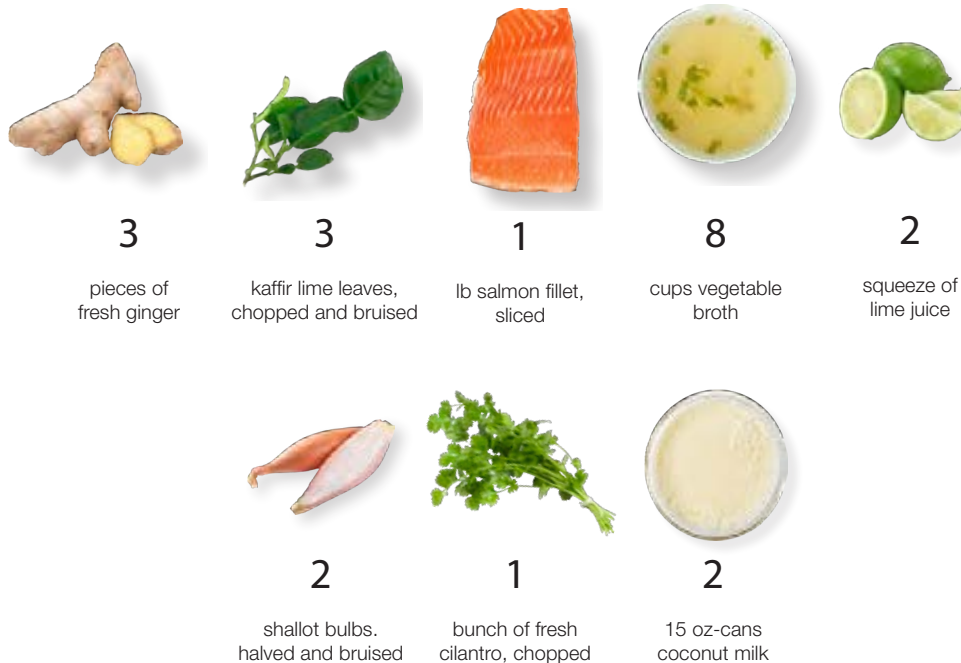 3
pieces of
fresh ginger
3
kaffir lime leaves,
chopped and bruised
1
lb salmon fillet,
sliced
8
cups vegetable
broth
2
squeeze of
lime juice
2
shallot bulbs.
halved and bruised
1
bunch of fresh
cilantro, chopped
2
15 oz-cans
coconut milk